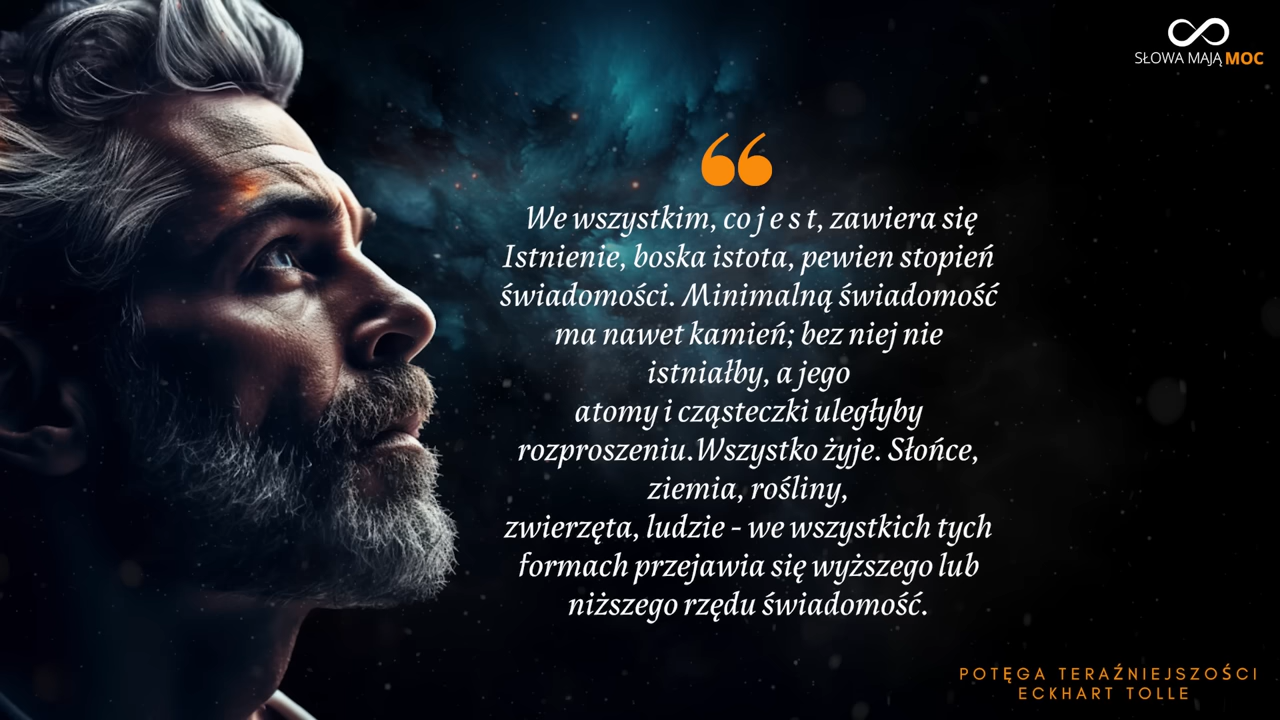 SŁOWA MAJĄ MOC
We wszystkim, co j e s t, zawiera się
Istnienie, boska istota, pewien stopień
świadomości. Minimalną świadomość
ma nawet kamień; bez niej nie
istniałby, a jego
atomy i cząsteczki uległyby
rozproszeniu.Wszystko żyje. Słońce,
ziemia, rośliny,
zwierzęta, ludzie - we wszystkich tych
formach przejawia się wyższego lub
niższego rzędu świadomość.
POTĘGA TERAŹNIEJSZOŚCI
ECKHART TOLLE